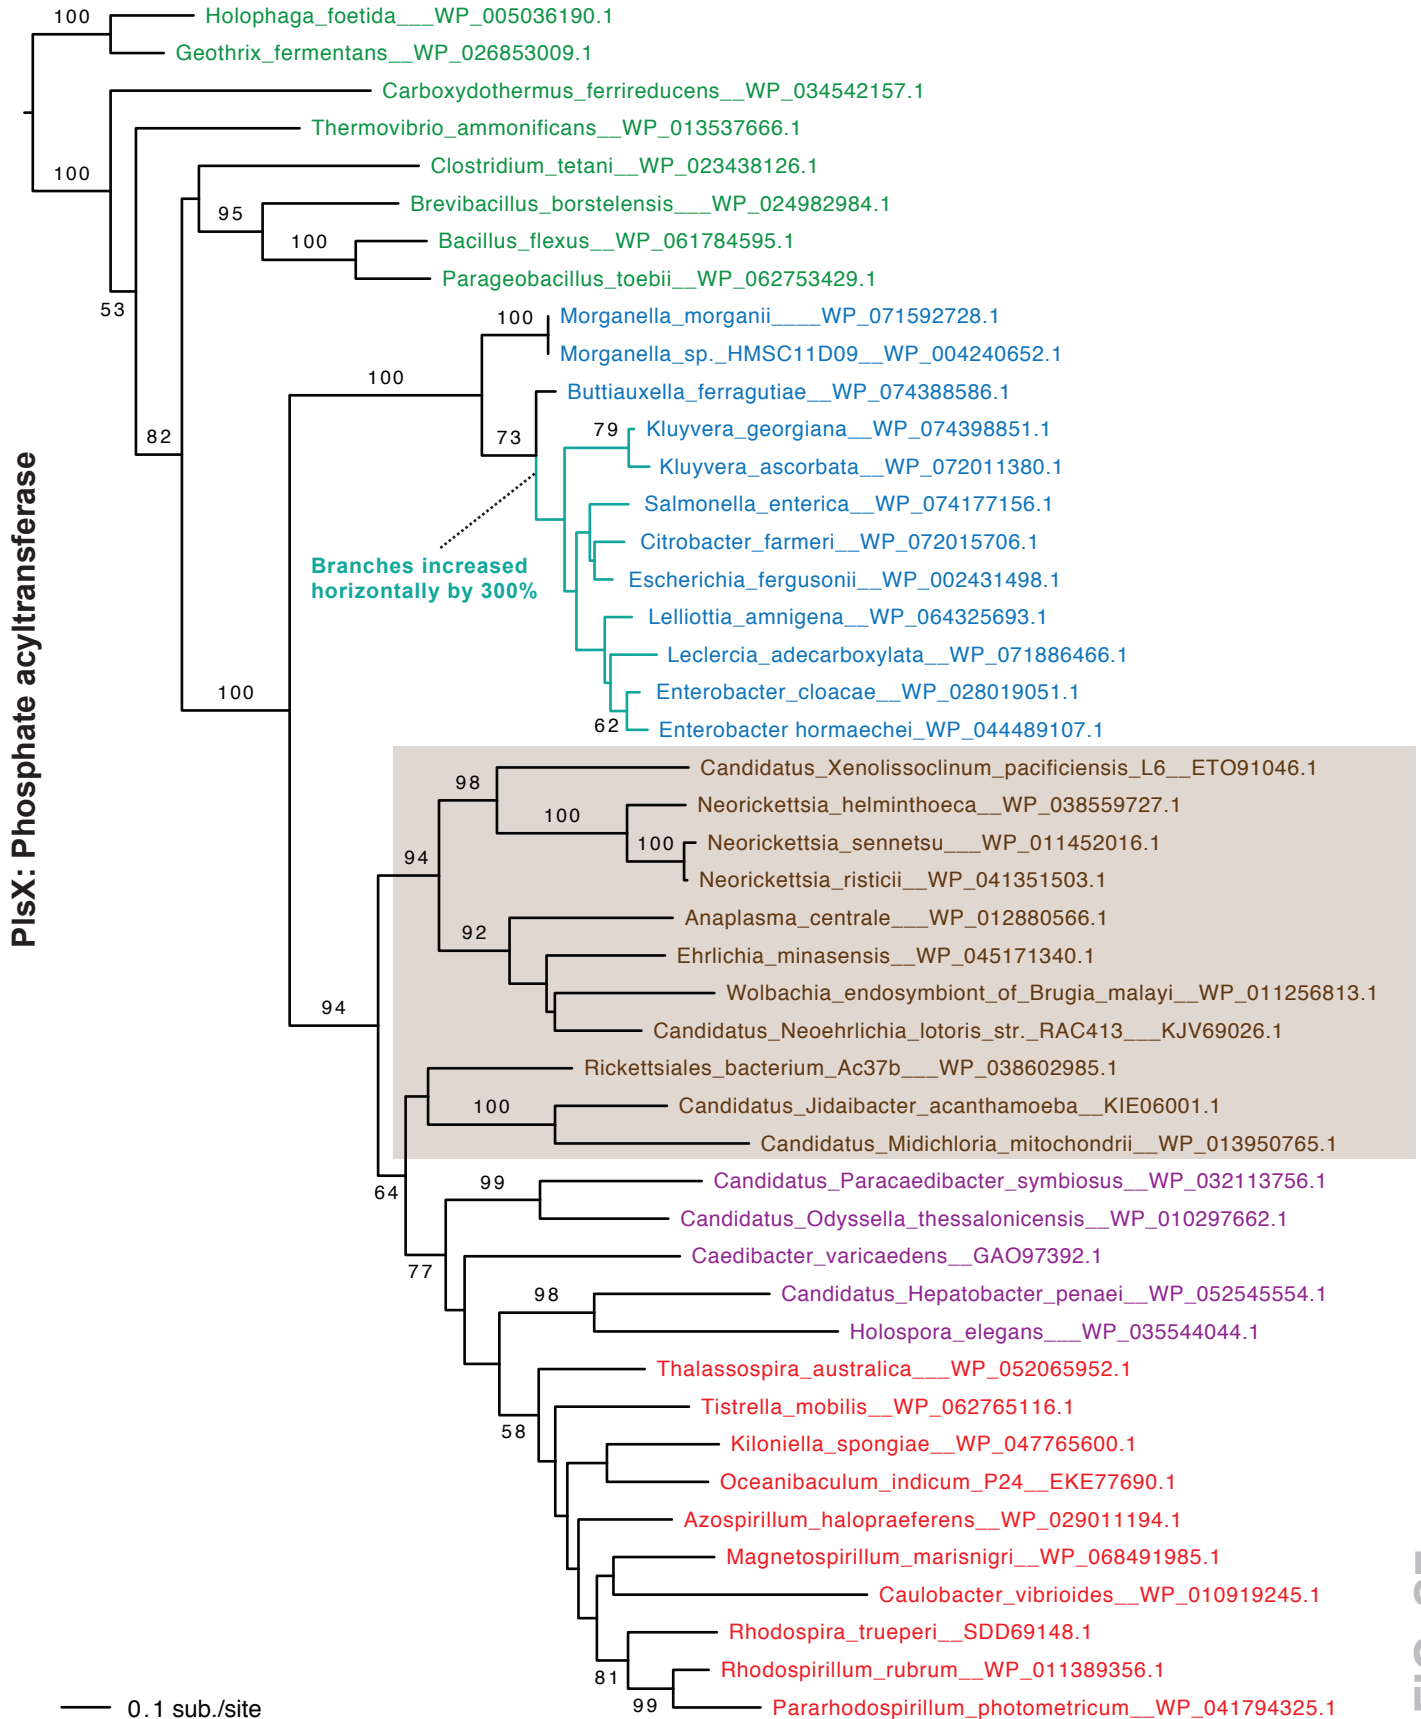 100
Holophaga_foetida___WP_005036190.1
Geothrix_fermentans__WP_026853009.1
Carboxydothermus_ferrireducens__WP_034542157.1
Thermovibrio_ammonificans__WP_013537666.1
100
Clostridium_tetani__WP_023438126.1
95
Brevibacillus_borstelensis___WP_024982984.1
100
Bacillus_flexus__WP_061784595.1
Parageobacillus_toebii__WP_062753429.1
53
100
Morganella_morganii____WP_071592728.1
Morganella_sp._HMSC11D09__WP_004240652.1
100
Buttiauxella_ferragutiae__WP_074388586.1
82
73
79
Kluyvera_georgiana__WP_074398851.1
Kluyvera_ascorbata__WP_072011380.1
Salmonella_enterica__WP_074177156.1
Citrobacter_farmeri__WP_072015706.1
Branches increased
horizontally by 300%
Escherichia_fergusonii__WP_002431498.1
Lelliottia_amnigena__WP_064325693.1
Leclercia_adecarboxylata__WP_071886466.1
100
Enterobacter_cloacae__WP_028019051.1
62
Enterobacter hormaechei_WP_044489107.1
PlsX: Phosphate acyltransferase
98
Candidatus_Xenolissoclinum_pacificiensis_L6__ETO91046.1
100
Neorickettsia_helminthoeca__WP_038559727.1
100
Neorickettsia_sennetsu___WP_011452016.1
94
Neorickettsia_risticii__WP_041351503.1
92
Anaplasma_centrale___WP_012880566.1
Ehrlichia_minasensis__WP_045171340.1
Wolbachia_endosymbiont_of_Brugia_malayi__WP_011256813.1
94
Candidatus_Neoehrlichia_lotoris_str._RAC413___KJV69026.1
Rickettsiales_bacterium_Ac37b___WP_038602985.1
100
Candidatus_Jidaibacter_acanthamoeba__KIE06001.1
Candidatus_Midichloria_mitochondrii__WP_013950765.1
64
99
Candidatus_Paracaedibacter_symbiosus__WP_032113756.1
Candidatus_Odyssella_thessalonicensis__WP_010297662.1
77
Caedibacter_varicaedens__GAO97392.1
98
Candidatus_Hepatobacter_penaei__WP_052545554.1
Holospora_elegans___WP_035544044.1
Thalassospira_australica___WP_052065952.1
Tistrella_mobilis__WP_062765116.1
58
Kiloniella_spongiae__WP_047765600.1
Oceanibaculum_indicum_P24__EKE77690.1
Azospirillum_halopraeferens__WP_029011194.1
Magnetospirillum_marisnigri__WP_068491985.1
Caulobacter_vibrioides__WP_010919245.1
Rhodospira_trueperi__SDD69148.1
81
Rhodospirillum_rubrum__WP_011389356.1
99
Pararhodospirillum_photometricum__WP_041794325.1
0.1 sub./site